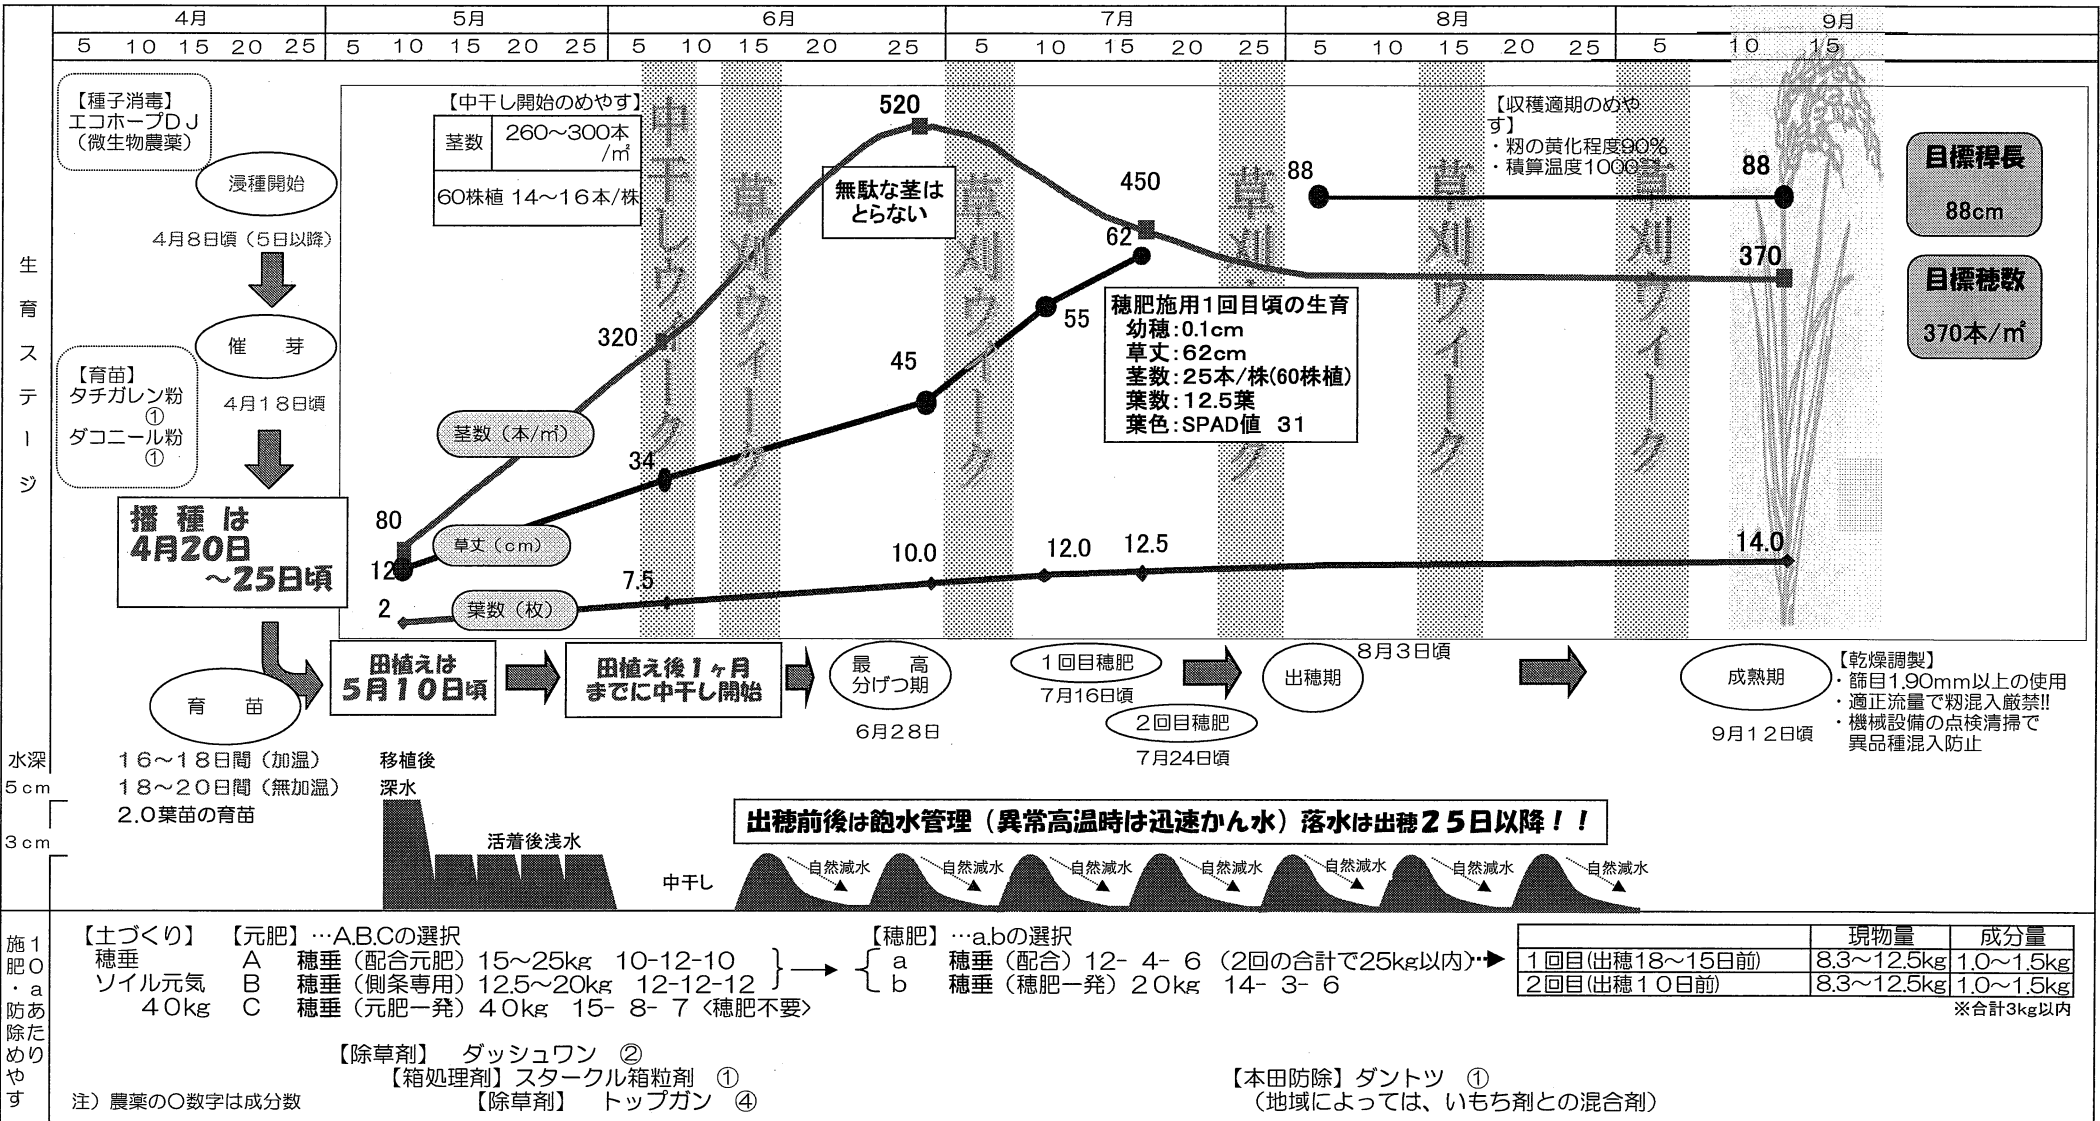 4月 5月 6月 7月 8月 9月
5 10 15 20 25 5 10 15 20 25 5 10 15 20 25 5 10 15 20 25 5 10 15 20 25 5 10 15
生育ステージ
【種子消毒】
エコホープＤＪ
（微生物農薬）
浸種開始
4月8日頃（5日以降）
催　芽
4月18日頃
【育苗】
タチガレン粉
①
ダコニール粉
①
播種は
4月20日
～25日頃
育　苗
16～18日間（加温）
18～20日間（無加温）
2.0葉苗の育苗
【中干し開始のめやす】
茎数 260～300本/㎡
60株植 14～16本/株
中干しウィーク
草刈ウィーク
草刈ウィーク
草刈ウィーク
草刈ウィーク
草刈ウィーク
520
無駄な茎は
とらない
450
320
80
茎数（本/㎡）
370
88
88
62
55
45
34
12
草丈（cm）
2
7.5
10.0
12.0
12.5
14.0
葉数（枚）
穂肥施用1回目頃の生育
幼穂:0.1cm
草丈:62cm
茎数:25本/株(60株植)
葉数:12.5葉
葉色:SPAD値 31
【収穫適期のめや
す】
・籾の黄化程度90%
・積算温度1000
目標稈長
88cm
目標穂数
370本/㎡
田植えは
5月10日頃
田植え後1ヶ月
までに中干し開始
最　高
分げつ期
6月28日
1回目穂肥
7月16日頃
2回目穂肥
7月24日頃
出穂期
8月3日頃
成熟期
9月12日頃
【乾燥調製】
・篩目1.90mm以上の使用
・適正流量で籾混入厳禁!!
・機械設備の点検清掃で
異品種混入防止
水深
5cm
3cm
移植後
深水
活着後浅水
中干し
出穂前後は飽水管理（異常高温時は迅速かん水）落水は出穂25日以降！！
自然減水 自然減水 自然減水 自然減水 自然減水 自然減水 自然減水
10aあたり
施肥・防除めやす
【土づくり】
穂垂
ソイル元気
40kg
【元肥】…A.B.Cの選択
A 穂垂（配合元肥）15～25kg 10-12-10
B 穂垂（側条専用）12.5～20kg 12-12-12
C 穂垂（元肥一発）40kg 15- 8- 7 〈穂肥不要〉
【穂肥】…a.bの選択
a 穂垂（配合）12- 4- 6 （2回の合計で25kg以内）
b 穂垂（穂肥一発）20kg 14- 3- 6
現物量 成分量
1回目(出穂18～15日前) 8.3～12.5kg 1.0～1.5kg
2回目(出穂10日前) 8.3～12.5kg 1.0～1.5kg
※合計3kg以内
【除草剤】 ダッシュワン ②
【箱処理剤】スタークル箱粒剤 ①
【除草剤】 トップガン ④
【本田防除】ダントツ ①
（地域によっては、いもち剤との混合剤）
注）農薬の〇数字は成分数